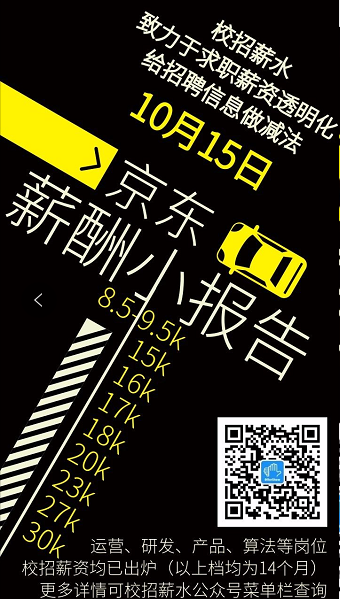 校招薪水
致力于求职薪资透明化
给招聘信息做减法
10月15日
京东
薪酬小报告
8.5-9.5k
15k
16k
17k
18k
20k
23k
27k
30k
运营、研发、产品、算法等岗位
校招薪资均已出炉（以上档均为14个月）
更多详情可校招薪水公众号菜单栏查询